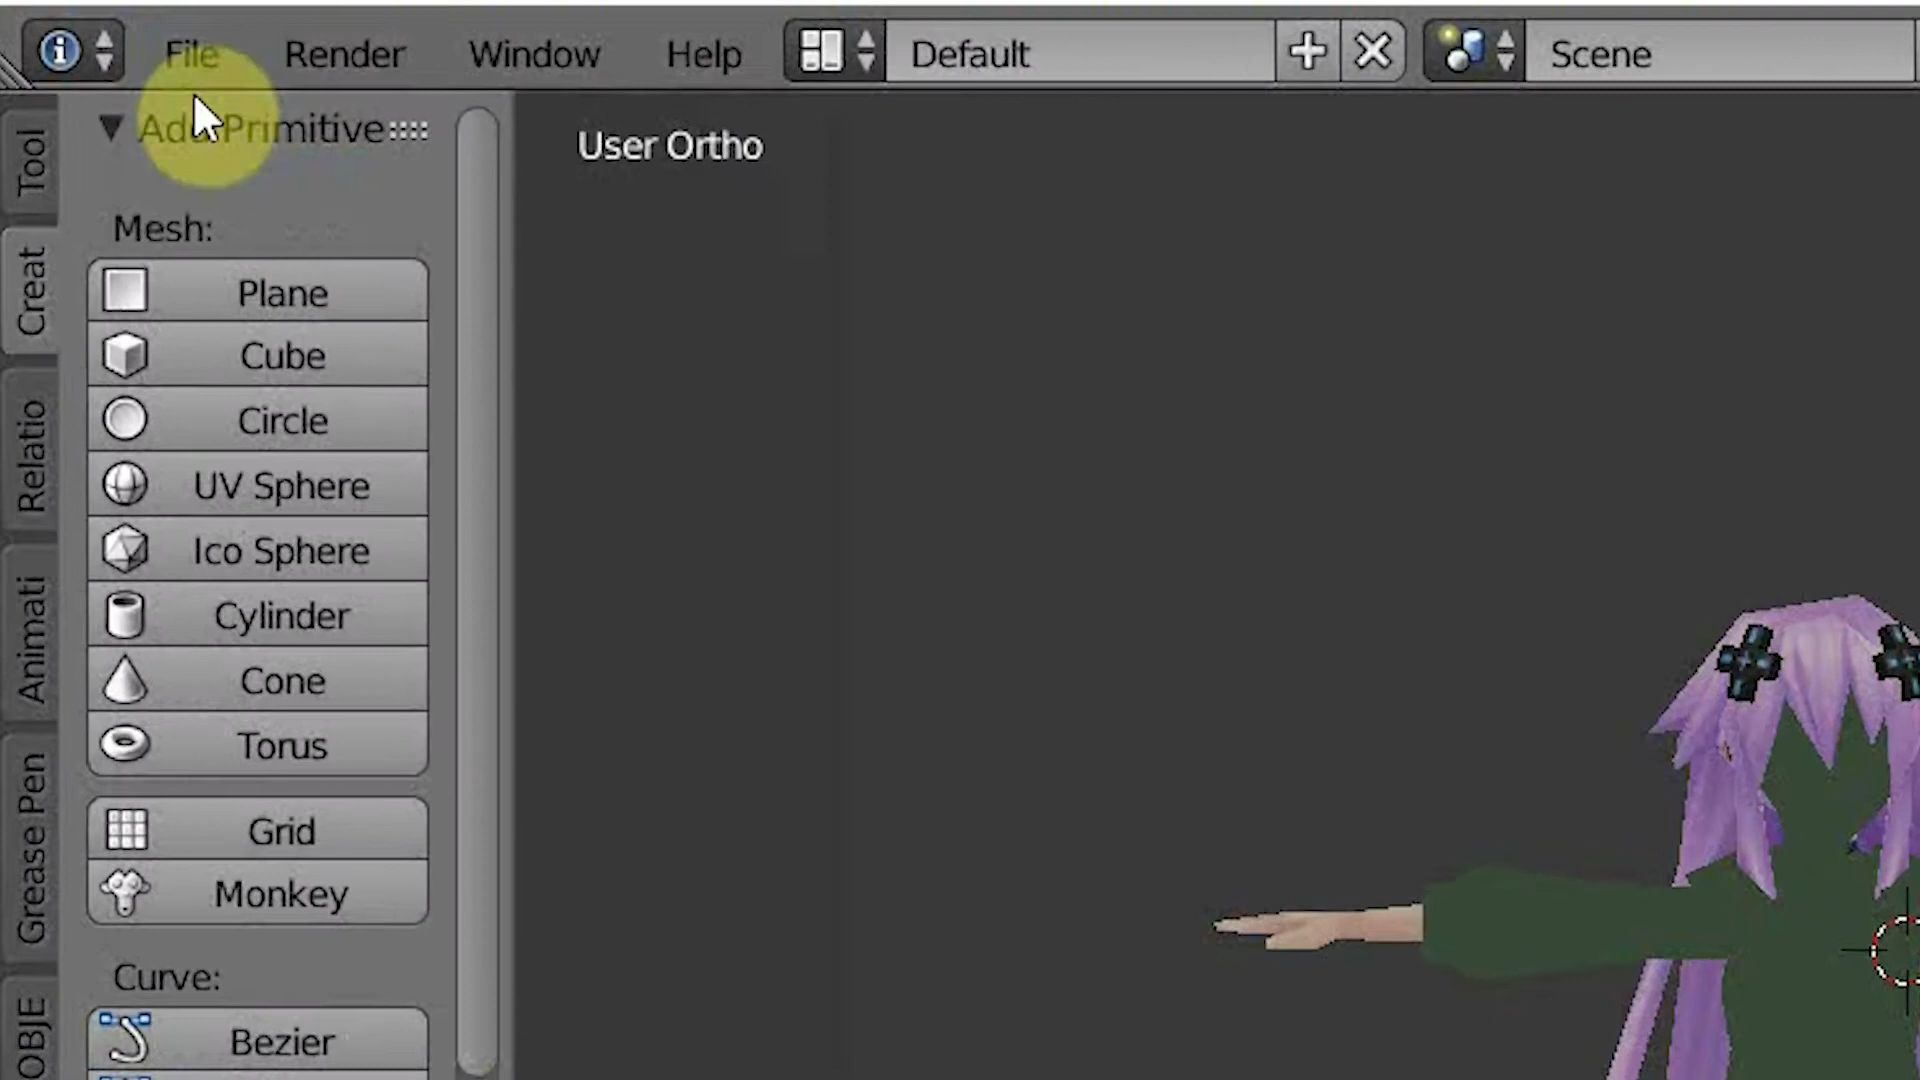 File Render Window Help Default Scene
Add Primitive
User Ortho
Tool
Creat
Relatio
Animati
Grease Pen
OBJE
Mesh:
Plane
Cube
Circle
UV Sphere
Ico Sphere
Cylinder
Cone
Torus
Grid
Monkey
Curve:
Bezier